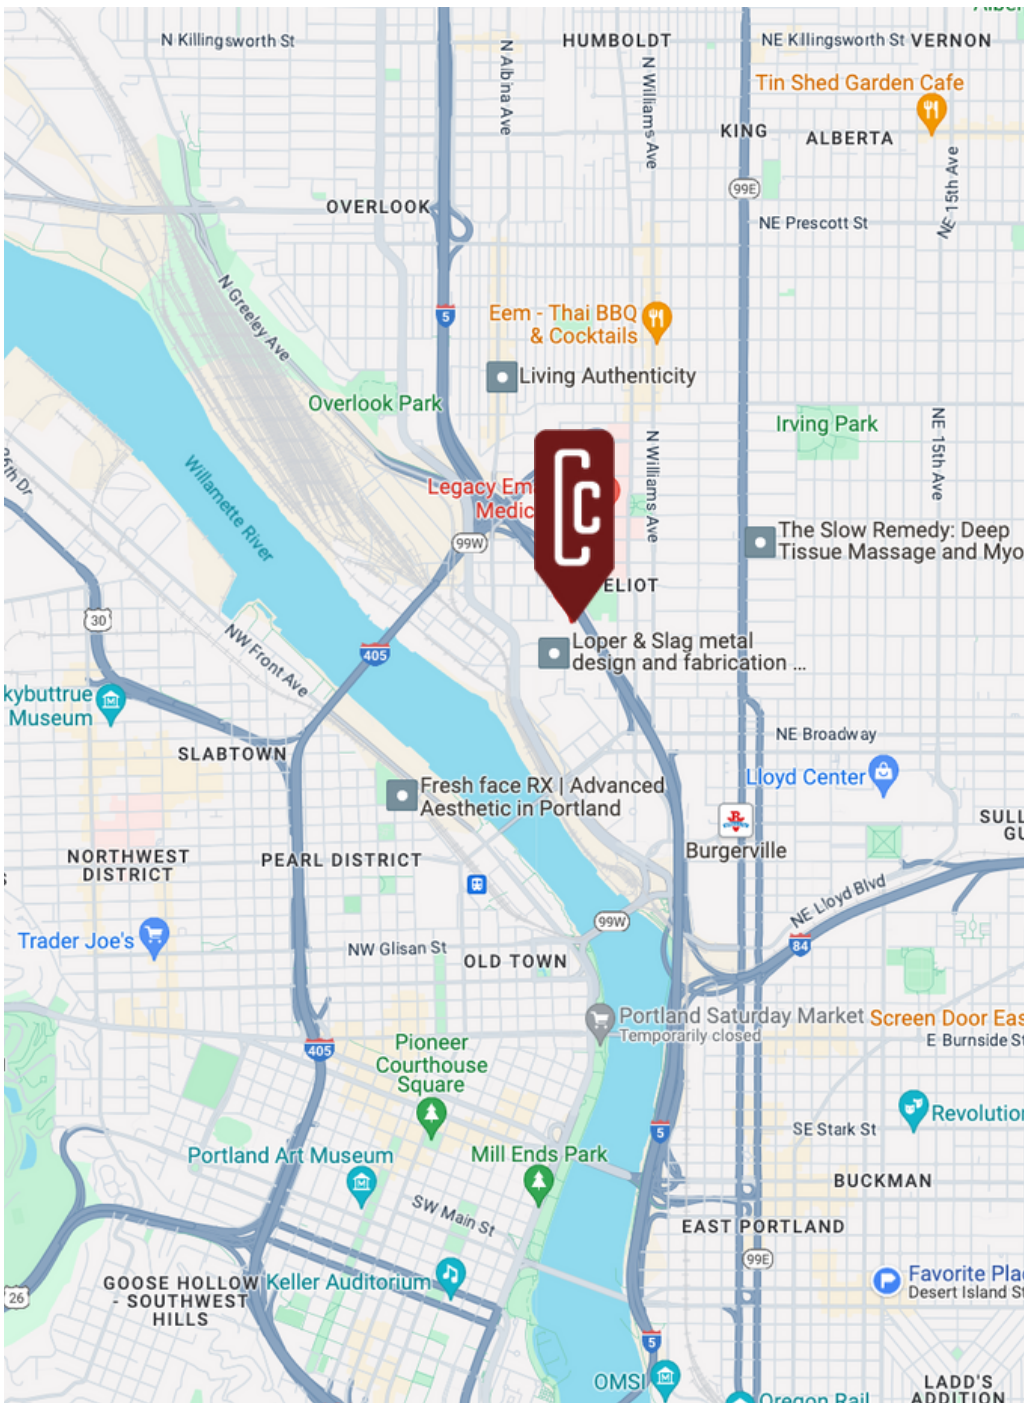 N Killingsworth St
N Albina Ave
HUMBOLDT
NE Killingsworth St
VERNON
N Williams Ave
Tin Shed Garden Cafe
KING
ALBERTA
99E
NE 15th Ave
OVERLOOK
NE Prescott St
N Greeley Ave
5
Eem - Thai BBQ
& Cocktails
Living Authenticity
Overlook Park
Irving Park
NE 15th Ave
N Williams Ave
Willamette River
Legacy Em
Medic
CC
99W
The Slow Remedy: Deep
Tissue Massage and Myo
ELIOT
30
NW Front Ave
405
Loper & Slag metal
design and fabrication ...
kybuttrue
Museum
SLABTOWN
NE Broadway
Lloyd Center
Fresh face RX | Advanced
Aesthetic in Portland
SULL
GU
Burgerville
NORTHWEST
DISTRICT
PEARL DISTRICT
NE Lloyd Blvd
99W
84
Trader Joe's
NW Glisan St
OLD TOWN
Portland Saturday Market
Temporarily closed
Screen Door Eas
E Burnside St
405
Pioneer
Courthouse
Square
Revolution
SE Stark St
5
Portland Art Museum
Mill Ends Park
BUCKMAN
SW Main St
EAST PORTLAND
99E
GOOSE HOLLOW
- SOUTHWEST
HILLS
Keller Auditorium
Favorite Plac
Desert Island St
26
5
OMSI
LADD'S
ADDITION
Oregon Rail